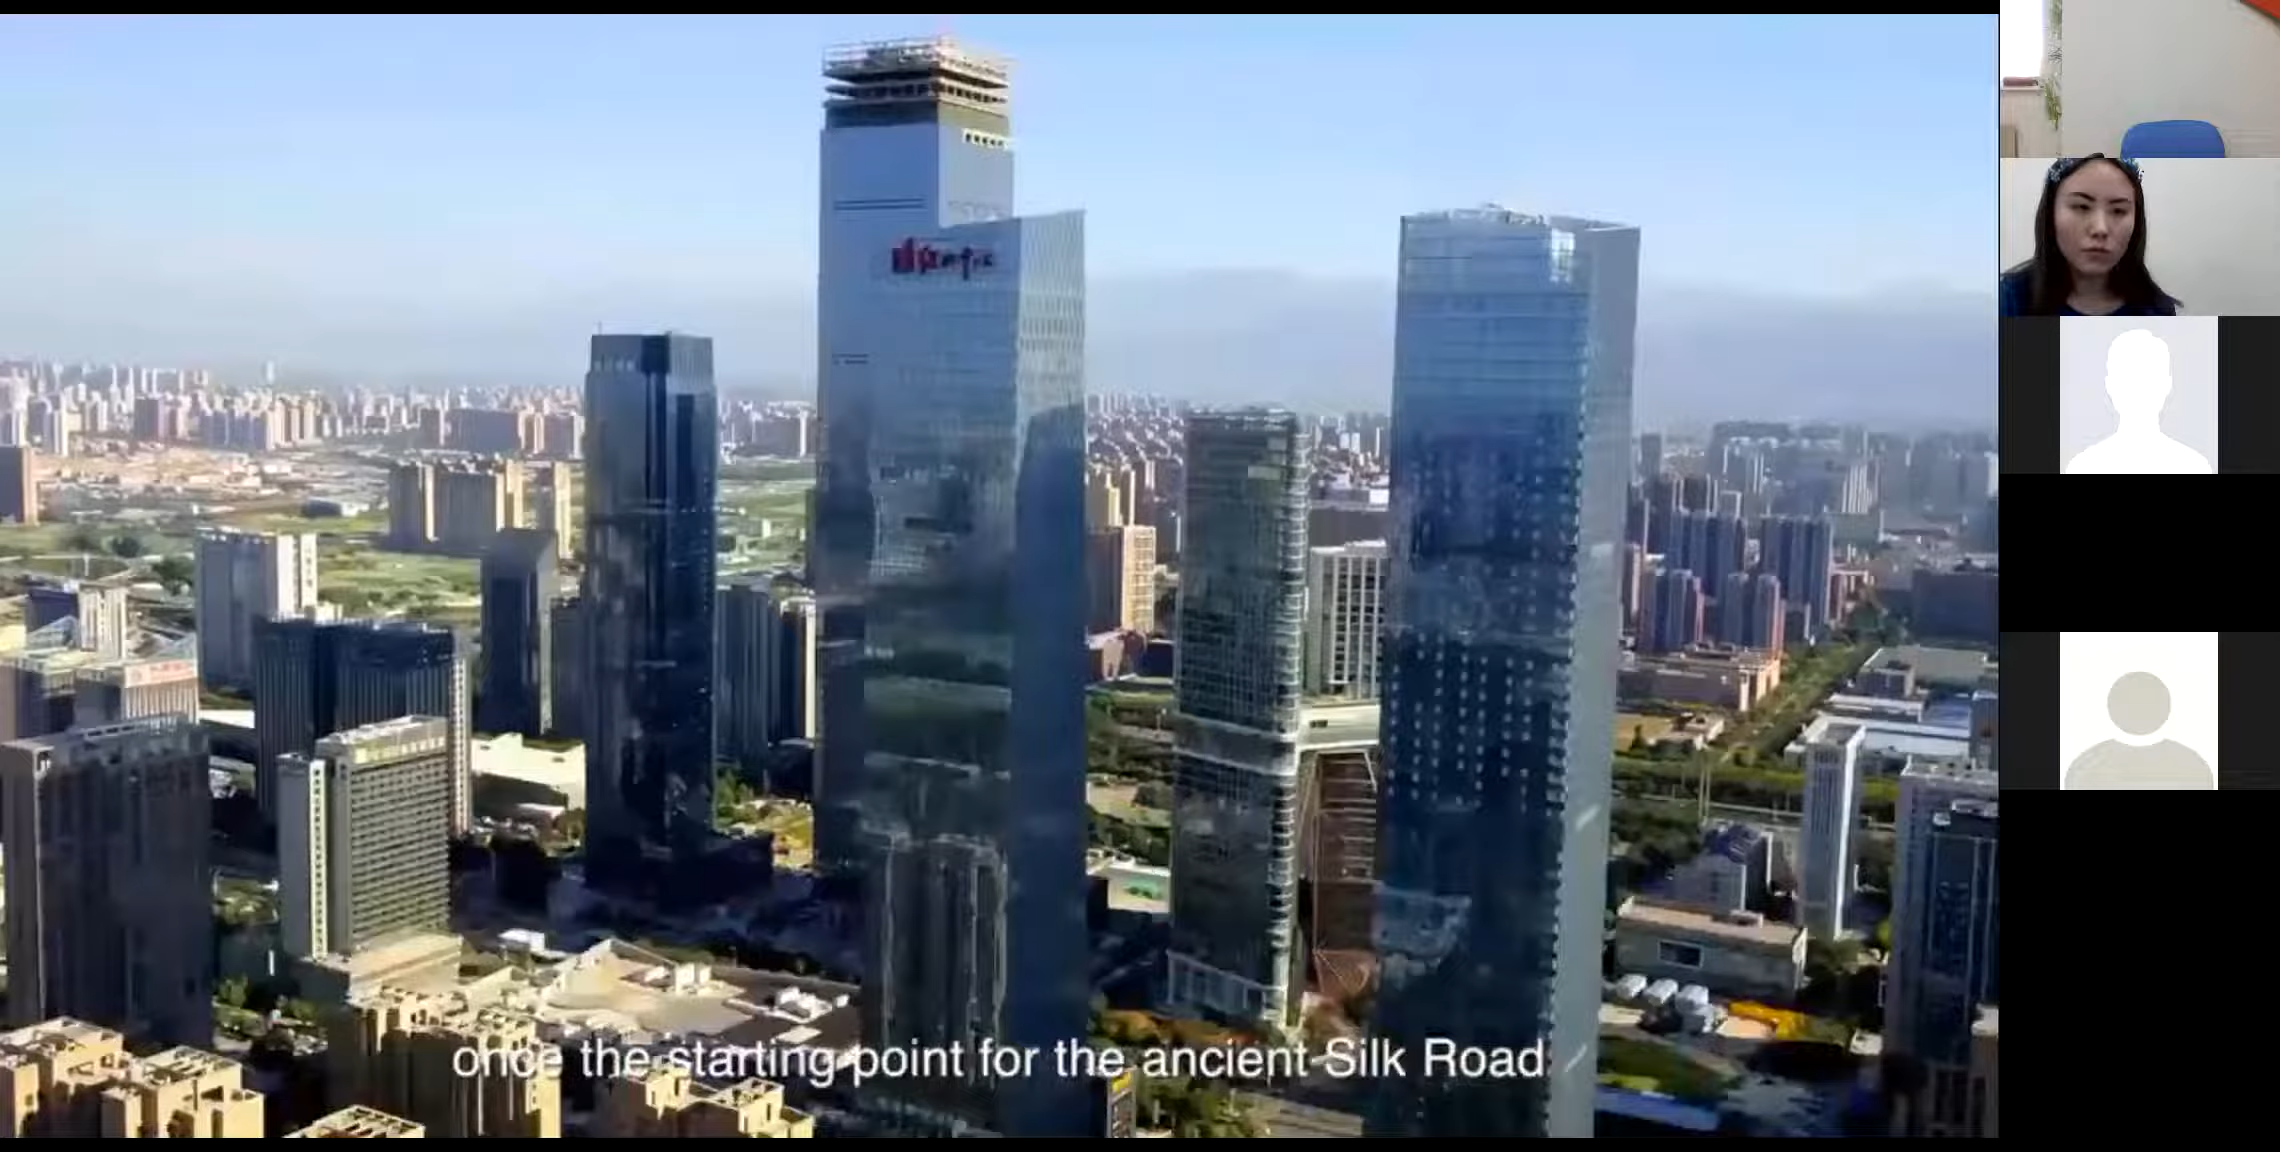 once the starting point for the ancient Silk Road